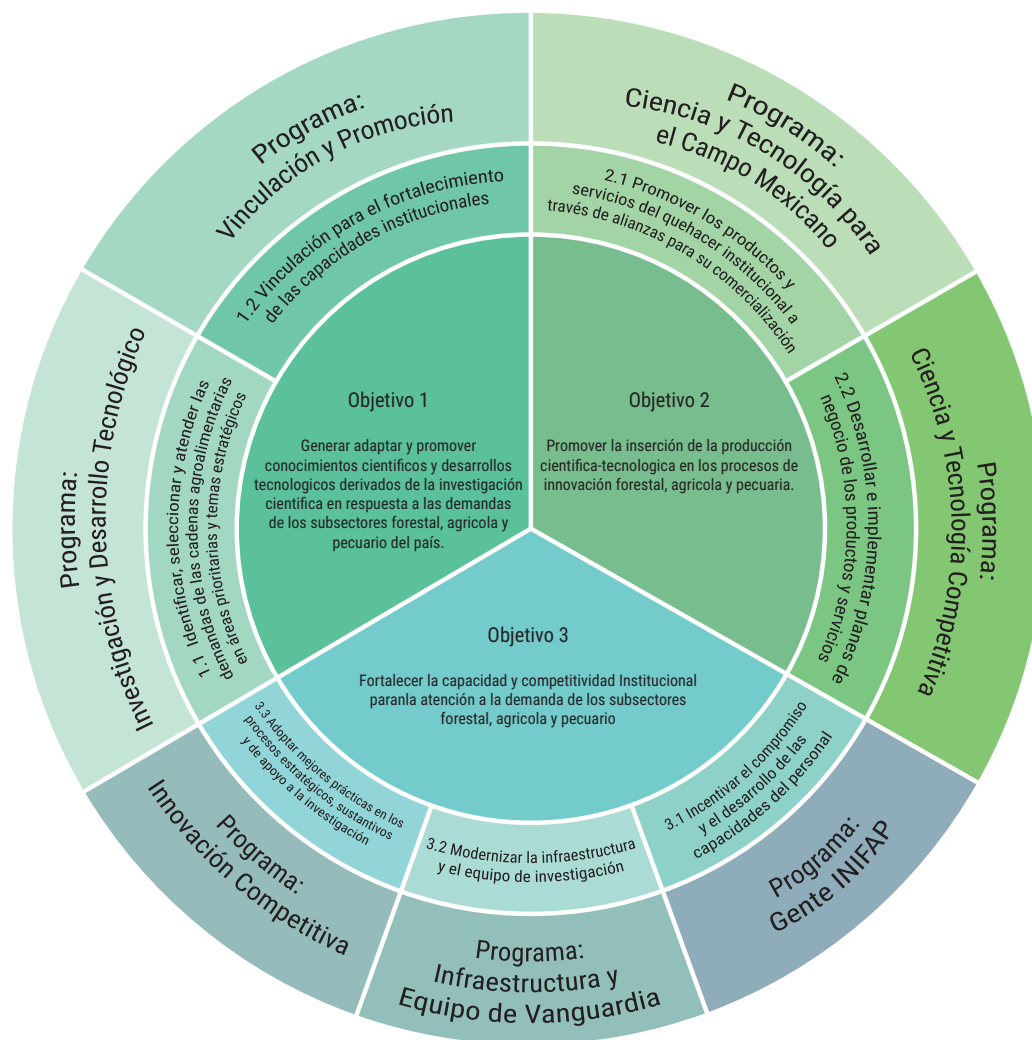 Programa:
Vinculación y Promoción
Programa:
Ciencia y Tecnología para
el Campo Mexicano
1.2 Vinculación para el fortalecimiento
de las capacidades institucionales
2.1 Promover los productos y
servicios del quehacer institucional a
través de alianzas para su comercialización
Programa:
Investigación y Desarrollo Tecnológico
1.1 Identificar, seleccionar y atender las
demandas de las cadenas agroalimentarias
en áreas prioritarias y temas estratégicos
Objetivo 1
Generar adaptar y promover
conocimientos cientificos y desarrollos
tecnologicos derivados de la investigación
cientifica en respuesta a las demandas
de los subsectores forestal, agricola y
pecuario del país.
Objetivo 2
Promover la inserción de la producción
cientifica-tecnologica en los procesos de
innovación forestal, agricola y pecuaria.
2.2 Desarrollar e implementar planes de
negocio de los productos y servicios
Programa:
Ciencia y Tecnología Competitiva
Objetivo 3
Fortalecer la capacidad y competitividad Institucional
paranla atención a la demanda de los subsectores
forestal, agricola y pecuario
3.3 Adoptar mejores prácticas en los
procesos estratégicos, sustantivos
y de apoyo a la investigación
3.2 Modernizar la infraestructura
y el equipo de investigación
3.1 Incentivar el compromiso
y el desarrollo de las
capacidades del personal
Programa:
Innovación Competitiva
Programa:
Infraestructura y
Equipo de Vanguardia
Programa:
Gente INIFAP